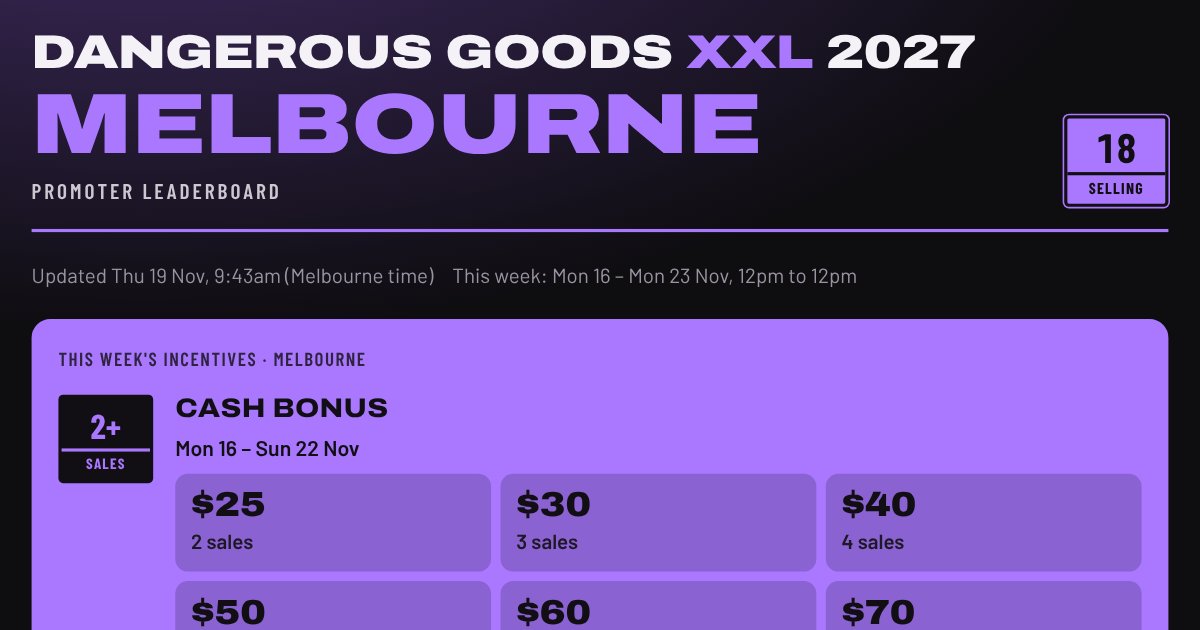 DANGEROUS GOODS XXL 2027
MELBOURNE
PROMOTER LEADERBOARD
18
SELLING
Updated Thu 19 Nov, 9:43am (Melbourne time) This week: Mon 16 – Mon 23 Nov, 12pm to 12pm
THIS WEEK'S INCENTIVES · MELBOURNE
2+
SALES
CASH BONUS
Mon 16 – Sun 22 Nov
$25
2 sales
$30
3 sales
$40
4 sales
$50
$60
$70